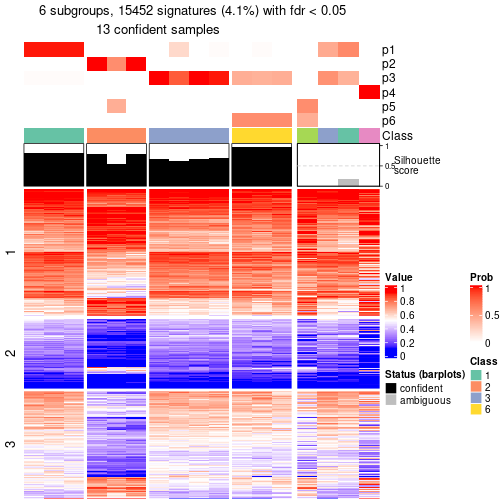 6 subgroups, 15452 signatures (4.1%) with fdr < 0.05
13 confident samples
p1
p2
p3
p4
p5
p6
Class
1
0.5
0
Silhouette
score
1
2
3
Value
1
0.8
0.6
0.4
0.2
0
Status (barplots)
confident
ambiguous
Prob
1
0.5
0
Class
1
2
3
6